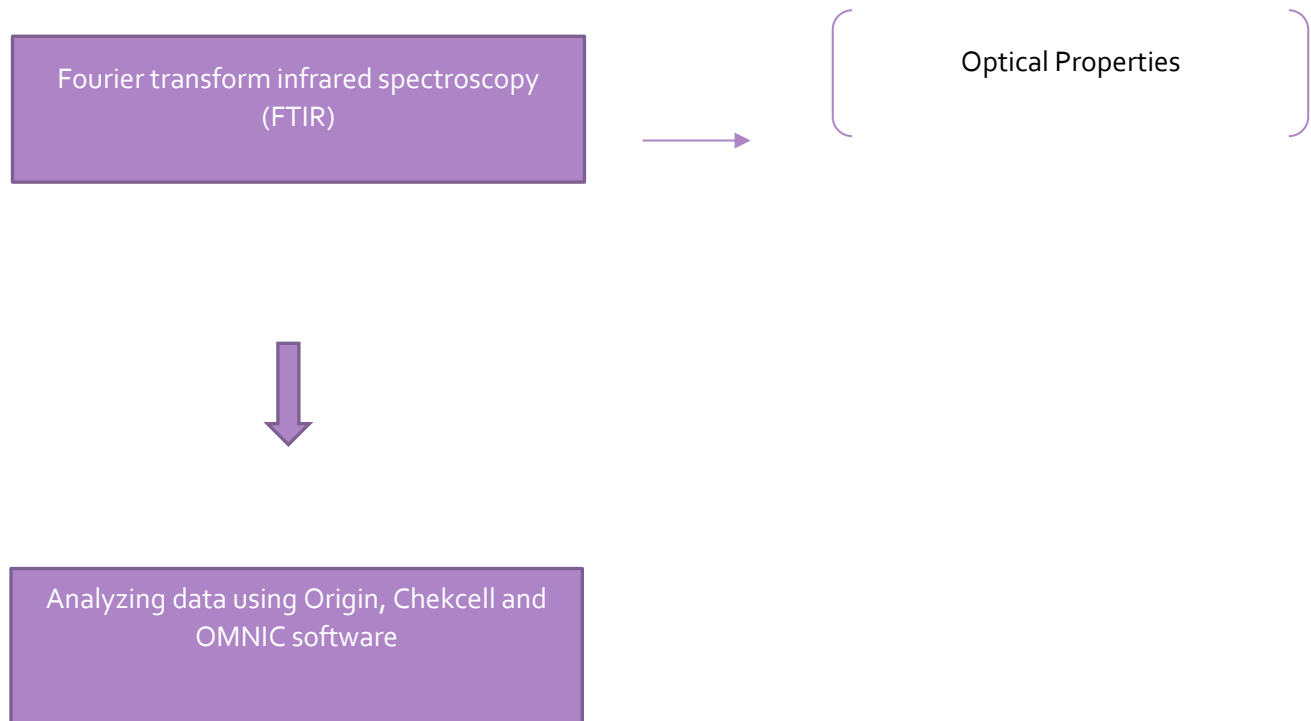 Fourier transform infrared spectroscopy
(FTIR)
Optical Properties
Analyzing data using Origin, Chekcell and
OMNIC software